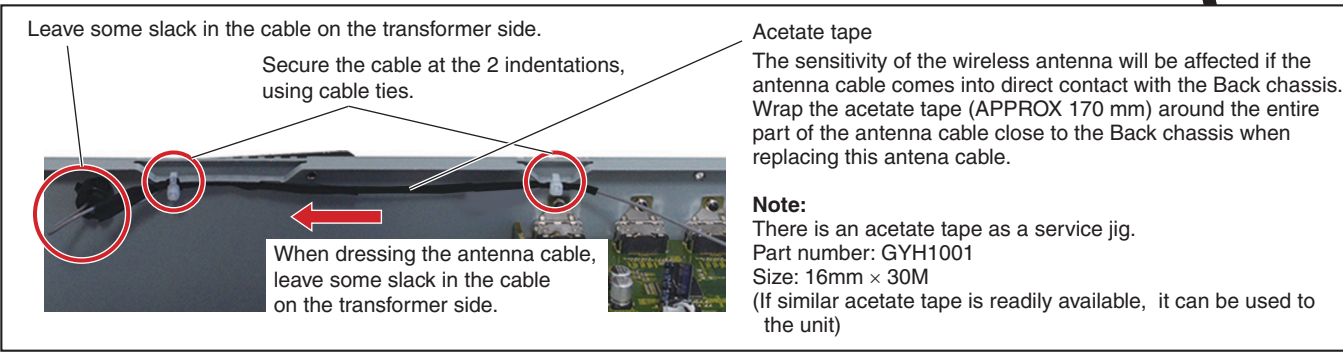 Leave some slack in the cable on the transformer side.
Secure the cable at the 2 indentations,
using cable ties.
When dressing the antenna cable,
leave some slack in the cable
on the transformer side.
Acetate tape
The sensitivity of the wireless antenna will be affected if the
antenna cable comes into direct contact with the Back chassis.
Wrap the acetate tape (APPROX 170 mm) around the entire
part of the antenna cable close to the Back chassis when
replacing this antena cable.
Note:
There is an acetate tape as a service jig.
Part number: GYH1001
Size: 16mm × 30M
(If similar acetate tape is readily available,  it can be used to
the unit)